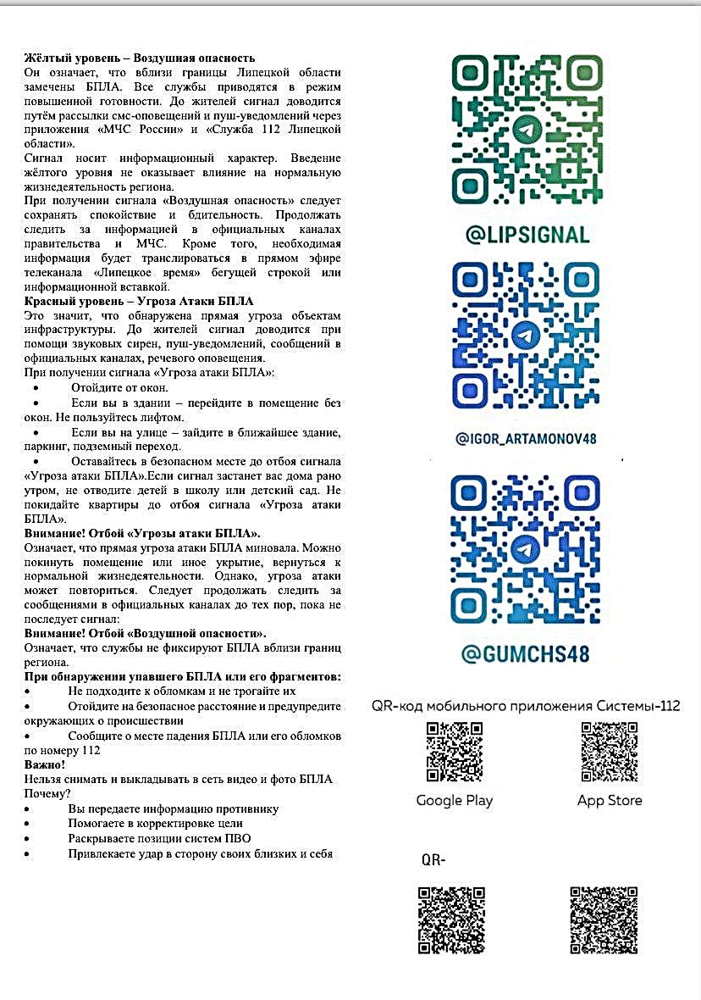 Жёлтый уровень – Воздушная опасность
Он означает, что вблизи границы Липецкой области
замечены БПЛА. Все службы приводятся в режим
повышенной готовности. До жителей сигнал доводится
путём рассылки смс-оповещений и пуш-уведомлений через
приложения «МЧС России» и «Служба 112 Липецкой
области».
Сигнал носит информационный характер. Введение
жёлтого уровня не оказывает влияние на нормальную
жизнедеятельность региона.
При получении сигнала «Воздушная опасность» следует
сохранять спокойствие и бдительность. Продолжать
следить за информацией в официальных каналах
правительства и МЧС. Кроме того, необходимая
информация будет транслироваться в прямом эфире
телеканала «Липецкое время» бегущей строкой или
информационной вставкой.
Красный уровень – Угроза Атаки БПЛА
Это значит, что обнаружена прямая угроза объектам
инфраструктуры. До жителей сигнал доводится при
помощи звуковых сирен, пуш-уведомлений, сообщений в
официальных каналах, речевого оповещения.
При получении сигнала «Угроза атаки БПЛА»:
• Отойдите от окон.
• Если вы в здании – перейдите в помещение без
окон. Не пользуйтесь лифтом.
• Если вы на улице – зайдите в ближайшее здание,
паркинг, подземный переход.
• Оставайтесь в безопасном месте до отбоя сигнала
«Угроза атаки БПЛА».Если сигнал застанет вас дома рано
утром, не отводите детей в школу или детский сад. Не
покидайте квартиры до отбоя сигнала «Угроза атаки
БПЛА».
Внимание! Отбой «Угрозы атаки БПЛА».
Означает, что прямая угроза атаки БПЛА миновала. Можно
покинуть помещение или иное укрытие, вернуться к
нормальной жизнедеятельности. Однако, угроза атаки
может повториться. Следует продолжать следить за
сообщениями в официальных каналах до тех пор, пока не
последует сигнал:
Внимание! Отбой «Воздушной опасности».
Означает, что службы не фиксируют БПЛА вблизи границ
региона.
При обнаружении упавшего БПЛА или его фрагментов:
• Не подходите к обломкам и не трогайте их
• Отойдите на безопасное расстояние и предупредите
окружающих о происшествии
• Сообщите о месте падения БПЛА или его обломков
по номеру 112
Важно!
Нельзя снимать и выкладывать в сеть видео и фото БПЛА
Почему?
• Вы передаете информацию противнику
• Помогаете в корректировке цели
• Раскрываете позиции систем ПВО
• Привлекаете удар в сторону своих близких и себя
@LIPSIGNAL
@IGOR_ARTAMONOV48
@GUMCHS48
QR-код мобильного приложения Системы-112
Google Play
App Store
QR-